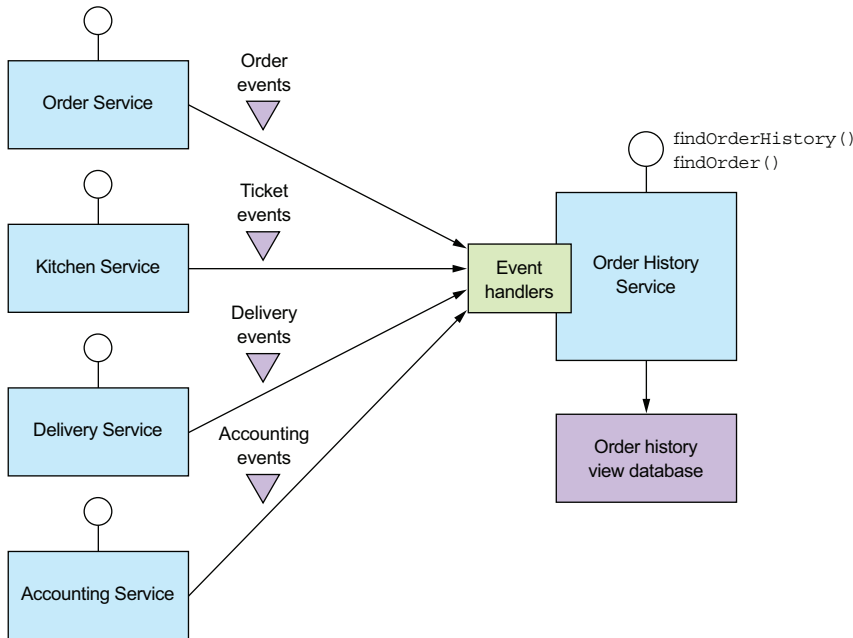 Order
events
Order Service
findOrderHistory()
findOrder()
Ticket
events
Kitchen Service
Event
handlers
Order History
Service
Delivery
events
Delivery Service
Accounting
events
Order history
view database
Accounting Service